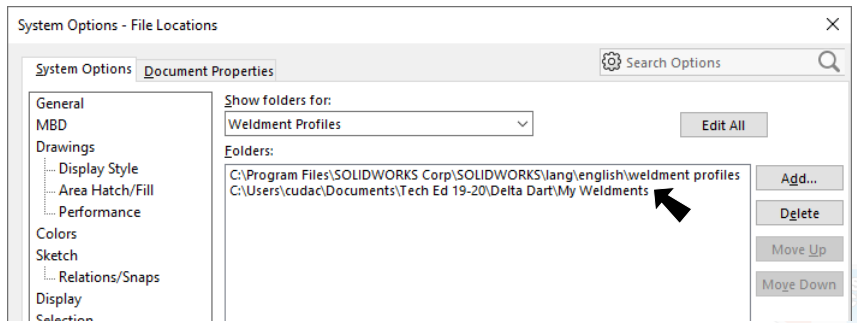 System Options - File Locations
System Options
Document Properties
Search Options
General
MBD
Drawings
Display Style
Area Hatch/Fill
Performance
Colors
Sketch
Relations/Snaps
Display
Selection
Show folders for:
Weldment Profiles
Edit All
Folders:
C:\Program Files\SOLIDWORKS Corp\SOLIDWORKS\lang\english\weldment profiles
C:\Users\cudac\Documents\Tech Ed 19-20\Delta Dart\My Weldments
Add...
Delete
Move Up
Move Down